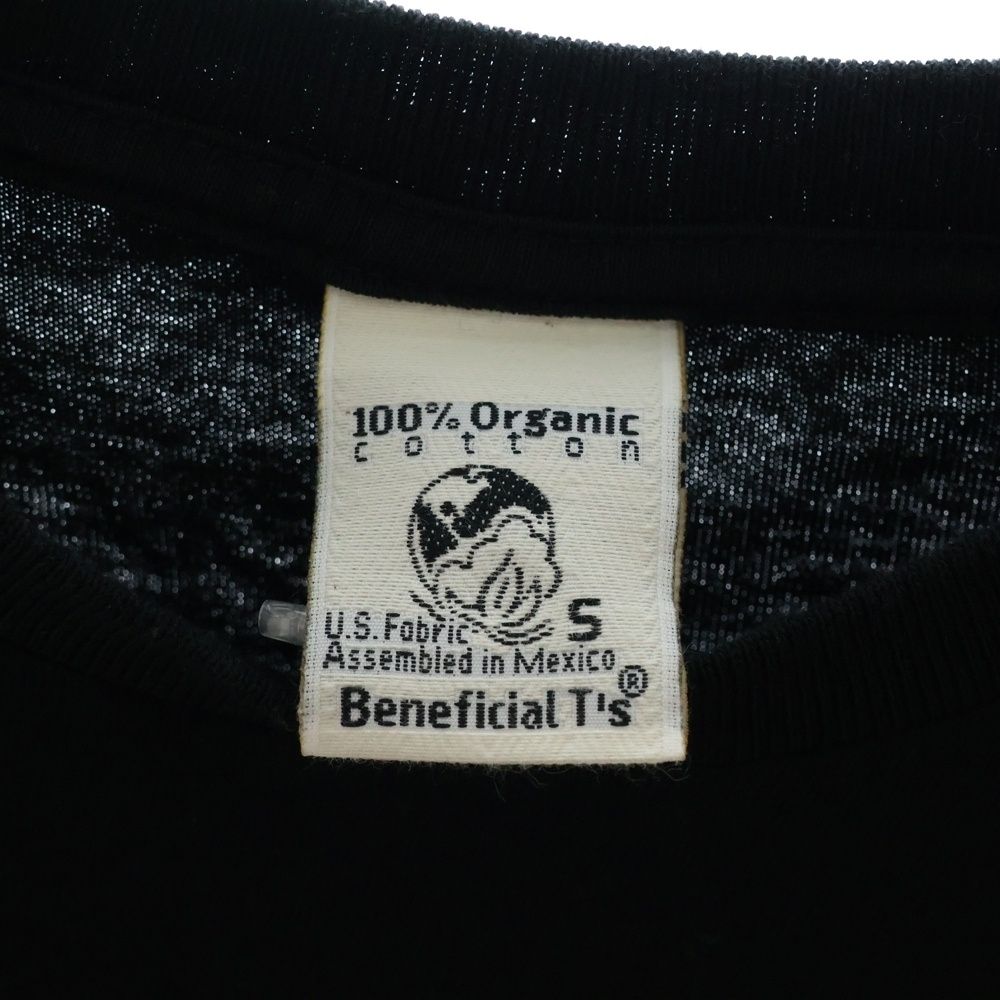 100% Organic
cotton
S
U.S. Fabric
Assembled in Mexico
Beneficial T's®